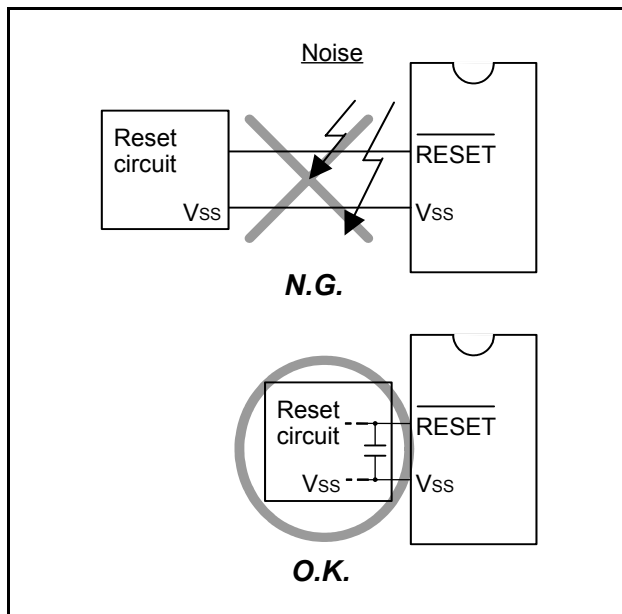 Noise
Reset
circuit
Vss
RESET
Vss
N.G.
Reset
circuit
Vss
RESET
Vss
O.K.